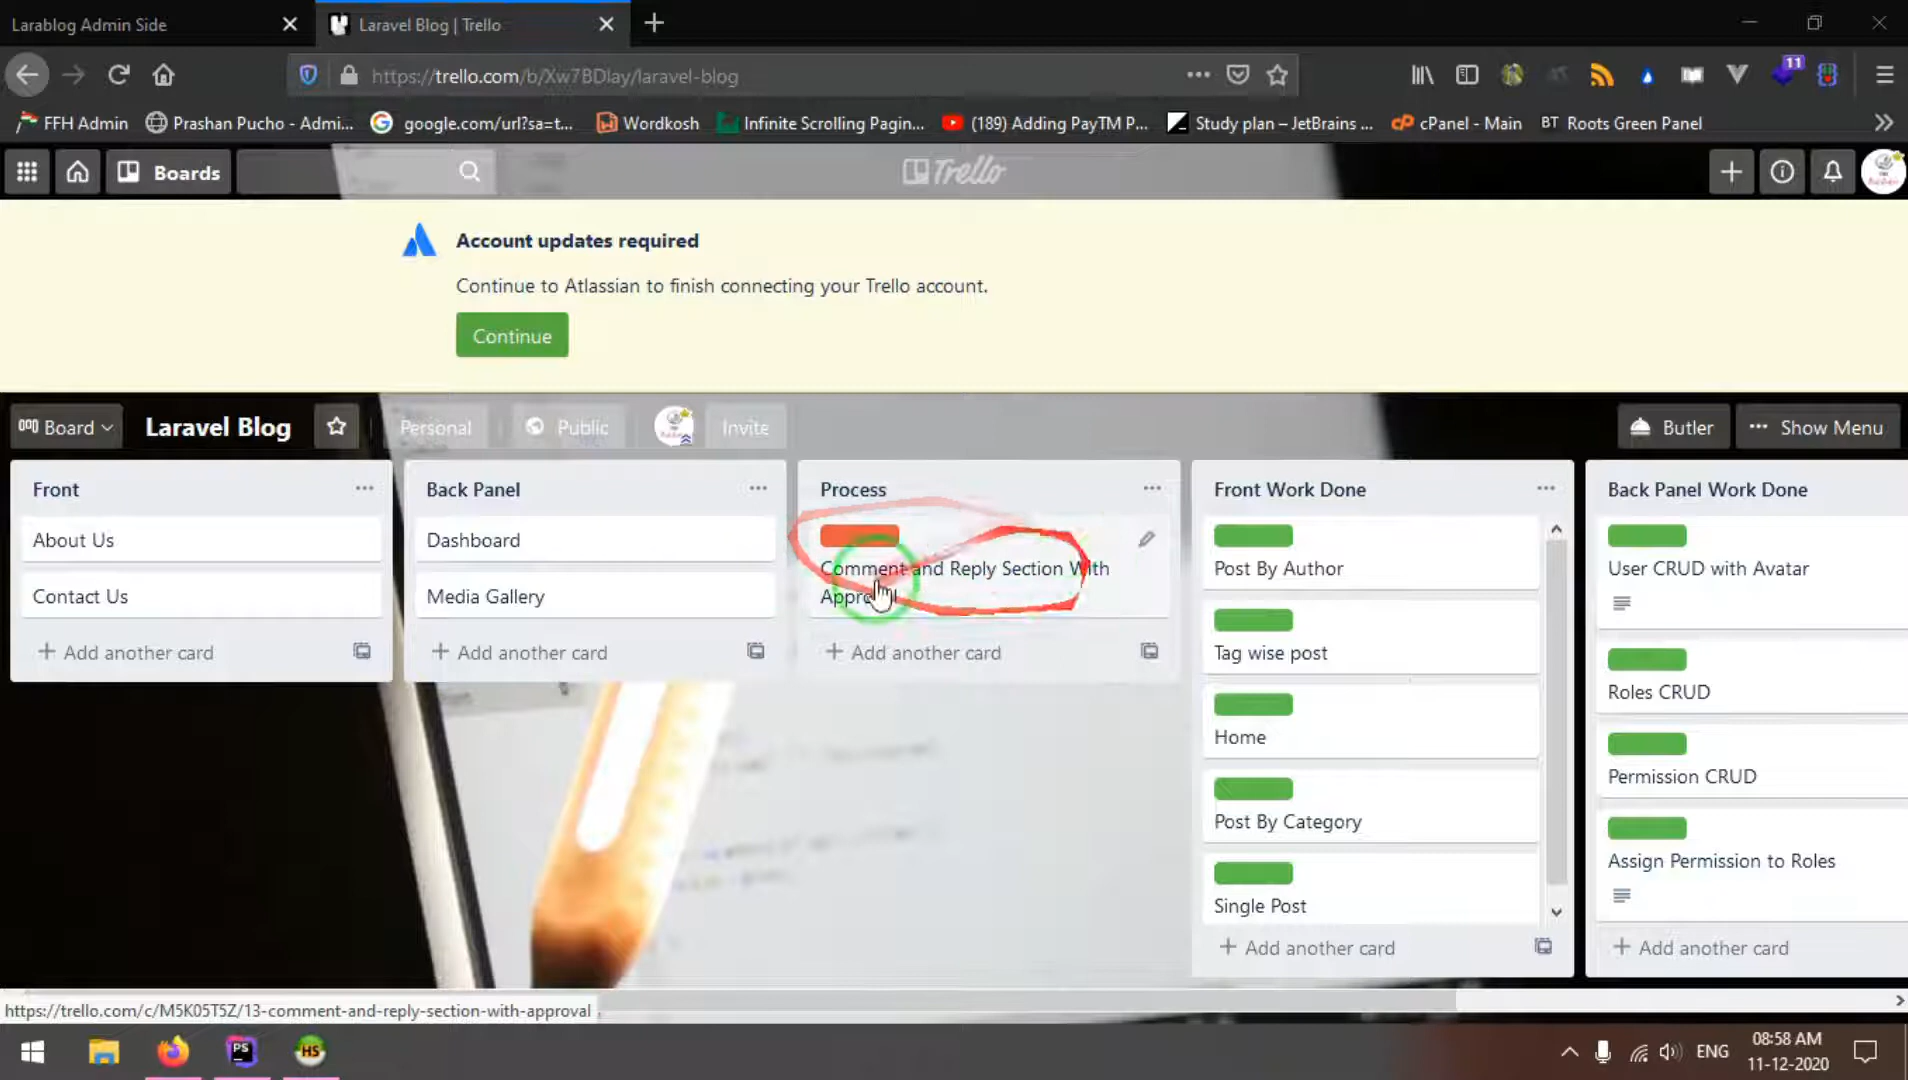 Larablog Admin Side
Laravel Blog | Trello
https://trello.com/b/Xw7BDlay/laravel-blog
11
FFH Admin
Prashan Pucho - Admi...
google.com/url?sa=t...
Wordkosh
Infinite Scrolling Pagin...
(189) Adding PayTM P...
Study plan – JetBrains ...
cPanel - Main
BT Roots Green Panel
Boards
Trello
Account updates required
Continue to Atlassian to finish connecting your Trello account.
Continue
Board
Laravel Blog
Personal
Public
Invite
Butler
Show Menu
Front
About Us
Contact Us
Add another card
Back Panel
Dashboard
Media Gallery
Add another card
Process
Comment and Reply Section With
Approval
Add another card
Front Work Done
Post By Author
Tag wise post
Home
Post By Category
Single Post
Add another card
Back Panel Work Done
User CRUD with Avatar
Roles CRUD
Permission CRUD
Assign Permission to Roles
Add another card
https://trello.com/c/M5K05T5Z/13-comment-and-reply-section-with-approval
PS
HS
ENG
08:58 AM
11-12-2020